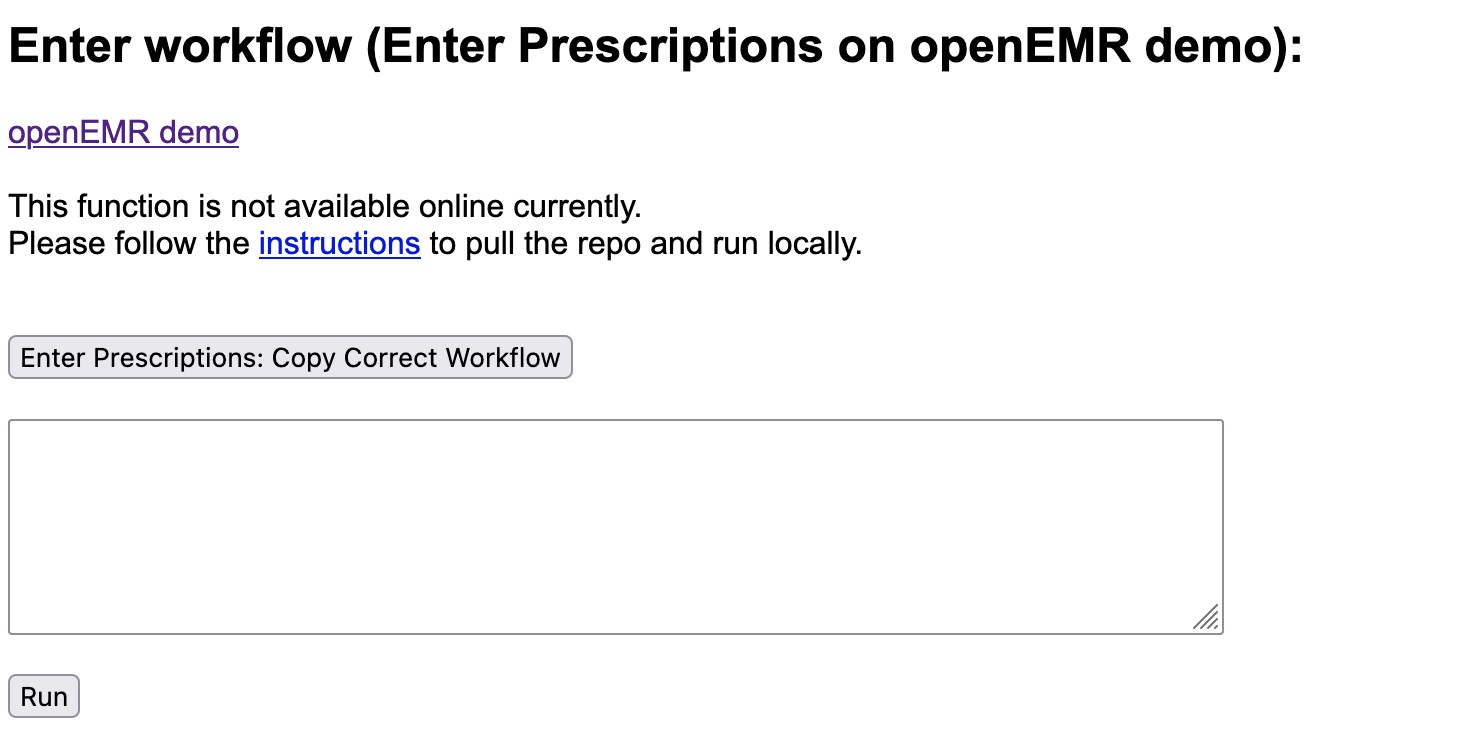 Enter workflow (Enter Prescriptions on openEMR demo):
openEMR demo
This function is not available online currently.
Please follow the instructions to pull the repo and run locally.
Enter Prescriptions: Copy Correct Workflow
Run